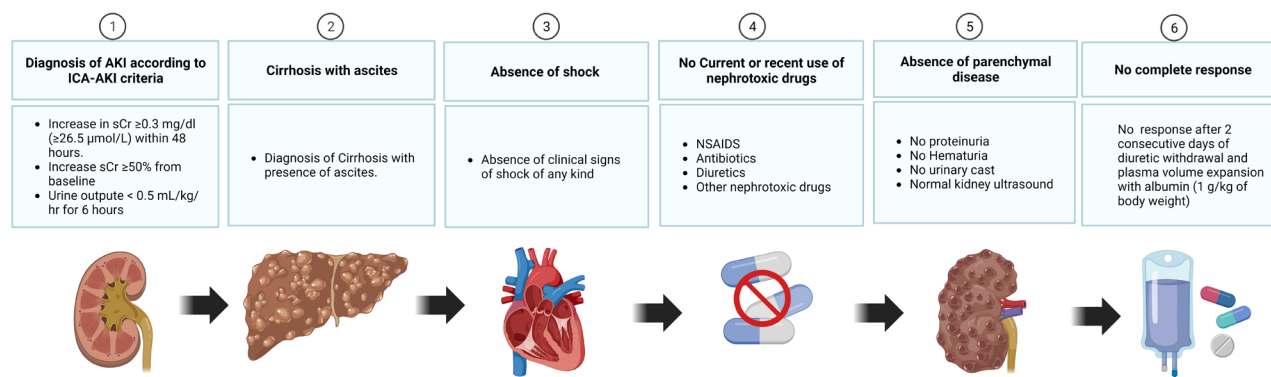 1
Diagnosis of AKI according to
ICA-AKI criteria
• Increase in sCr ≥0.3 mg/dl
(≥26.5 μmol/L) within 48
hours.
• Increase sCr ≥50% from
baseline
• Urine outpute < 0.5 mL/kg/
hr for 6 hours
2
Cirrhosis with ascites
• Diagnosis of Cirrhosis with
presence of ascites.
3
Absence of shock
• Absence of clinical signs
of shock of any kind
4
No Current or recent use of
nephrotoxic drugs
• NSAIDS
• Antibiotics
• Diuretics
• Other nephrotoxic drugs
5
Absence of parenchymal
disease
• No proteinuria
• No Hematuria
• No urinary cast
• Normal kidney ultrasound
6
No complete response
No response after 2
consecutive days of
diuretic withdrawal and
plasma volume expansion
with albumin (1 g/kg of
body weight)